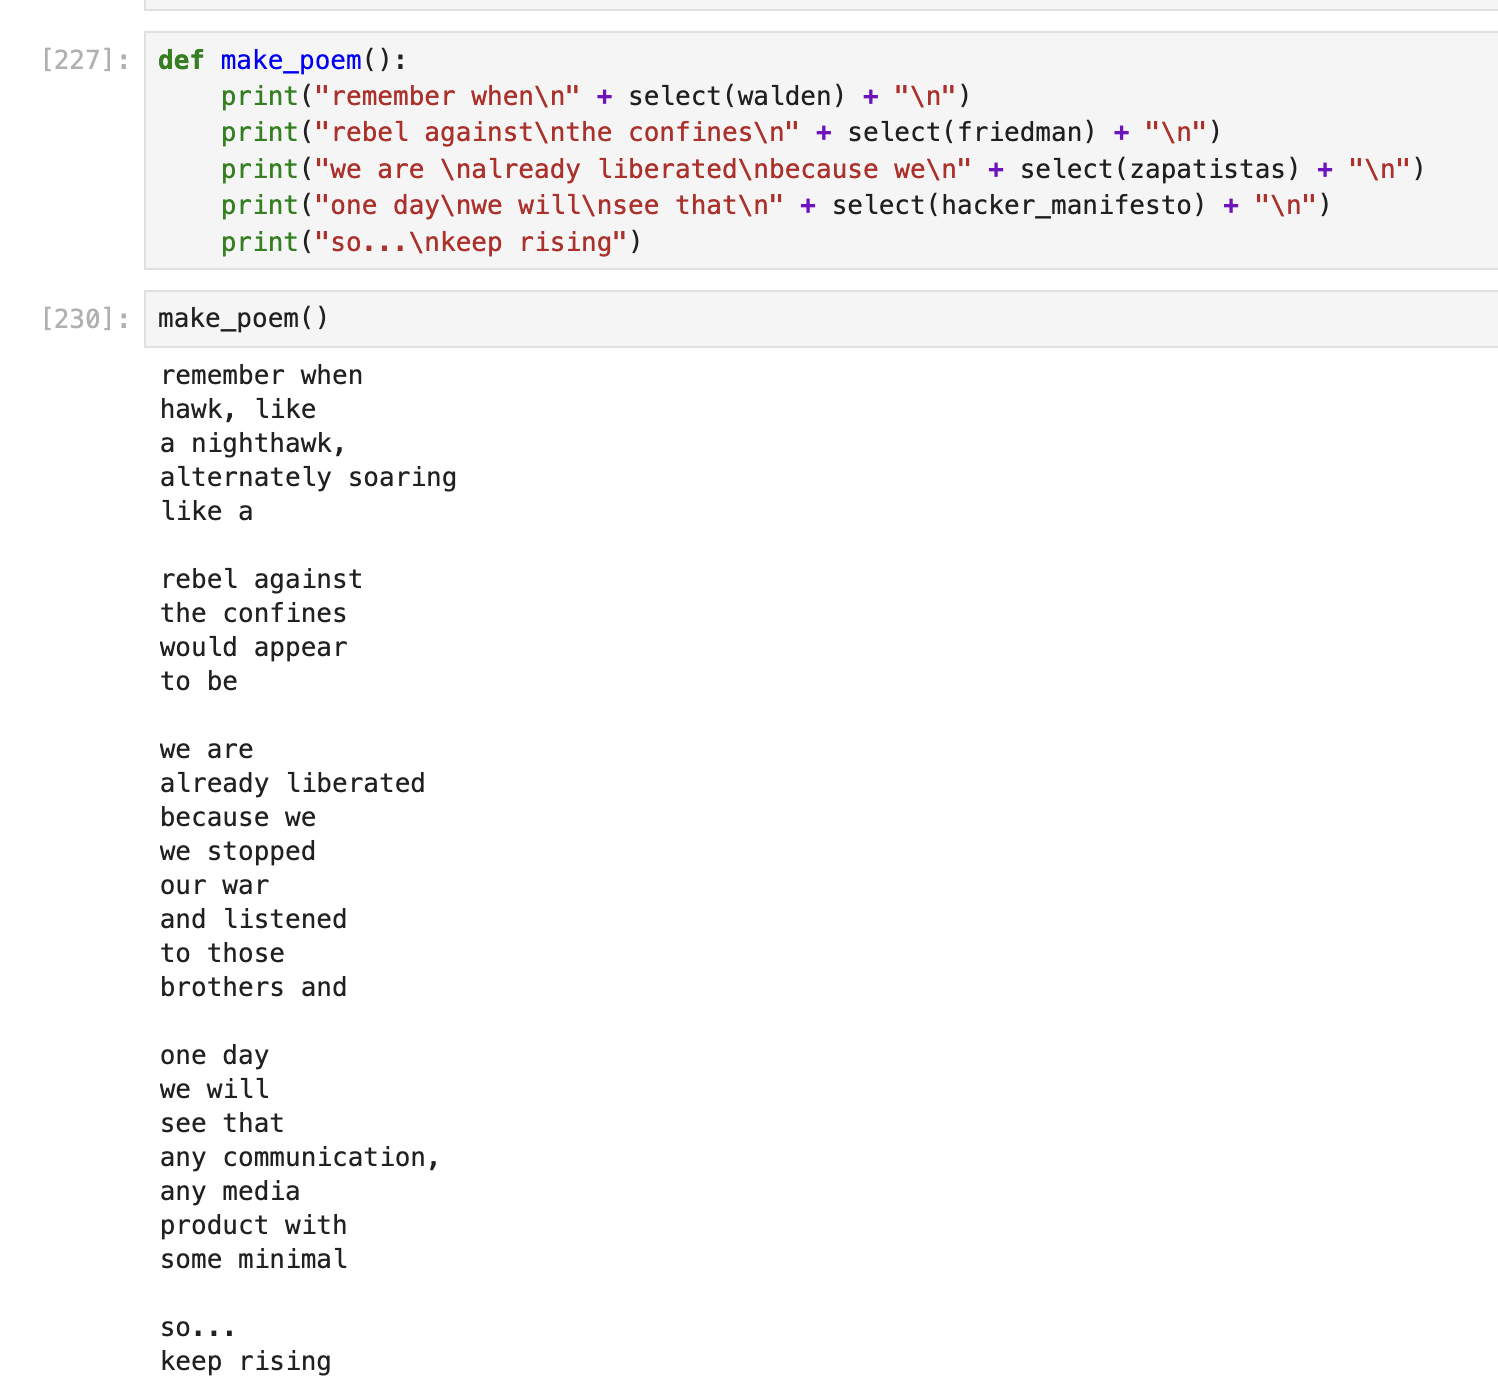 [227]: def make_poem():
    print("remember when\n" + select(walden) + "\n")
    print("rebel against\nthe confines\n" + select(friedman) + "\n")
    print("we are \nalready liberated\nbecause we\n" + select(zapatistas) + "\n")
    print("one day\nwe will\nsee that\n" + select(hacker_manifesto) + "\n")
    print("so...\nkeep rising")
[230]: make_poem()
remember when
hawk, like
a nighthawk,
alternately soaring
like a

rebel against
the confines
would appear
to be

we are
already liberated
because we
we stopped
our war
and listened
to those
brothers and

one day
we will
see that
any communication,
any media
product with
some minimal

so...
keep rising